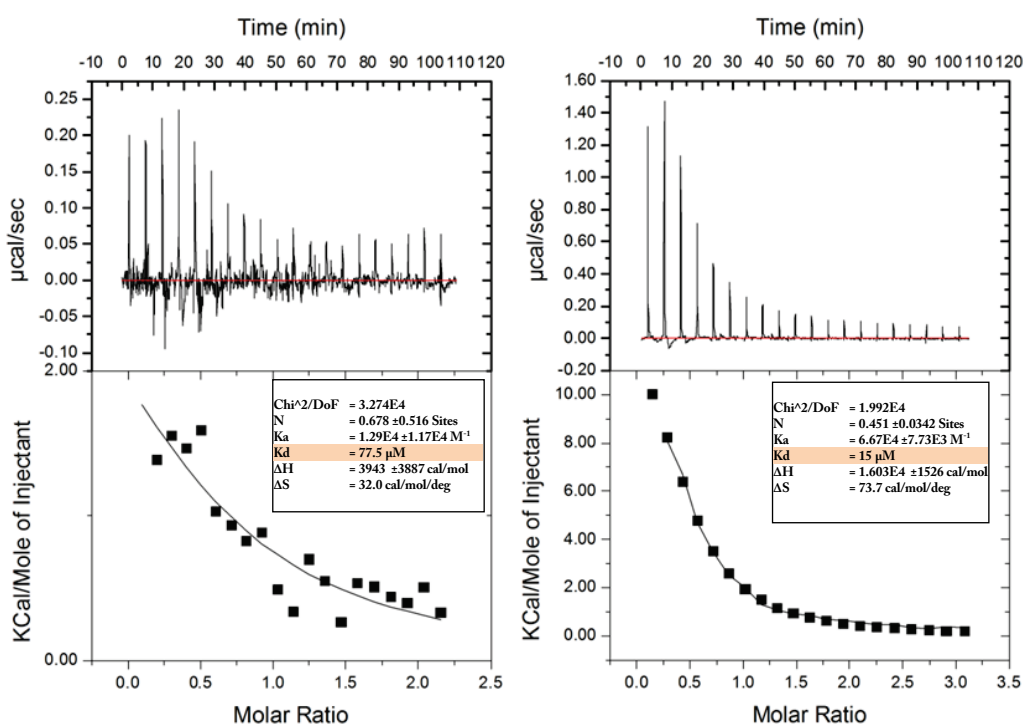 Time (min)
-10 0 10 20 30 40 50 60 70 80 90 100 110 120
0.25
0.20
0.15
0.10
0.05
0.00
-0.05
-0.10
µcal/sec
2.00
0.00
KCal/Mole of Injectant
Chi^2/DoF = 3.274E4
N = 0.678 ±0.516 Sites
Ka = 1.29E4 ±1.17E4 M⁻¹
Kd = 77.5 µM
ΔH = 3943 ±3887 cal/mol
ΔS = 32.0 cal/mol/deg
0.0 0.5 1.0 1.5 2.0 2.5
Molar Ratio
Time (min)
-10 0 10 20 30 40 50 60 70 80 90 100 110 120
1.60
1.40
1.20
1.00
0.80
0.60
0.40
0.20
0.00
-0.20
µcal/sec
10.00
8.00
6.00
4.00
2.00
0.00
KCal/Mole of Injectant
Chi^2/DoF = 1.992E4
N = 0.451 ±0.0342 Sites
Ka = 6.67E4 ±7.73E3 M⁻¹
Kd = 15 µM
ΔH = 1.603E4 ±1526 cal/mol
ΔS = 73.7 cal/mol/deg
0.0 0.5 1.0 1.5 2.0 2.5 3.0 3.5
Molar Ratio